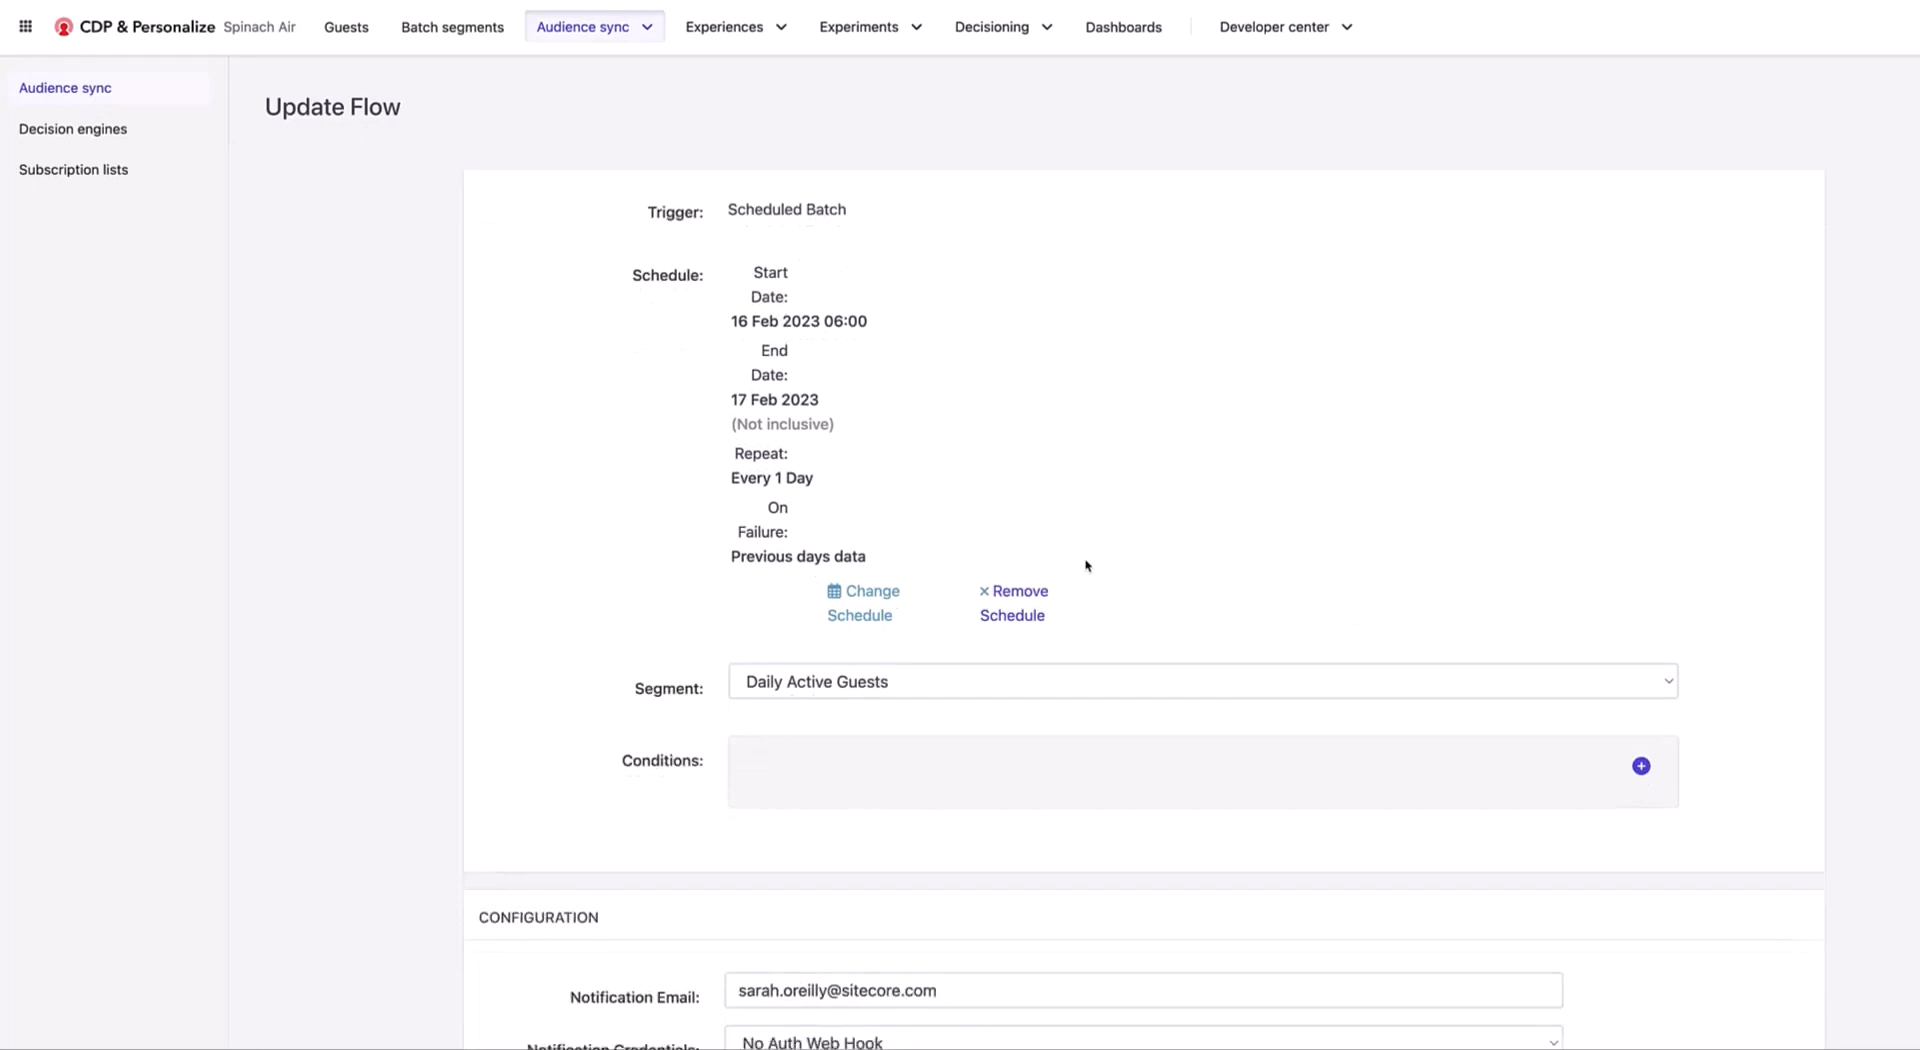 CDP & Personalize Spinach Air Guests Batch segments Audience sync Experiences Experiments Decisioning Dashboards Developer center
Audience sync
Decision engines
Subscription lists
Update Flow
Trigger: Scheduled Batch
Schedule: Start
Date:
16 Feb 2023 06:00
End
Date:
17 Feb 2023
(Not inclusive)
Repeat:
Every 1 Day
On
Failure:
Previous days data
Change
Schedule
× Remove
Schedule
Segment: Daily Active Guests
Conditions:
CONFIGURATION
Notification Email: sarah.oreilly@sitecore.com
Notification Credentials: No Auth Web Hook